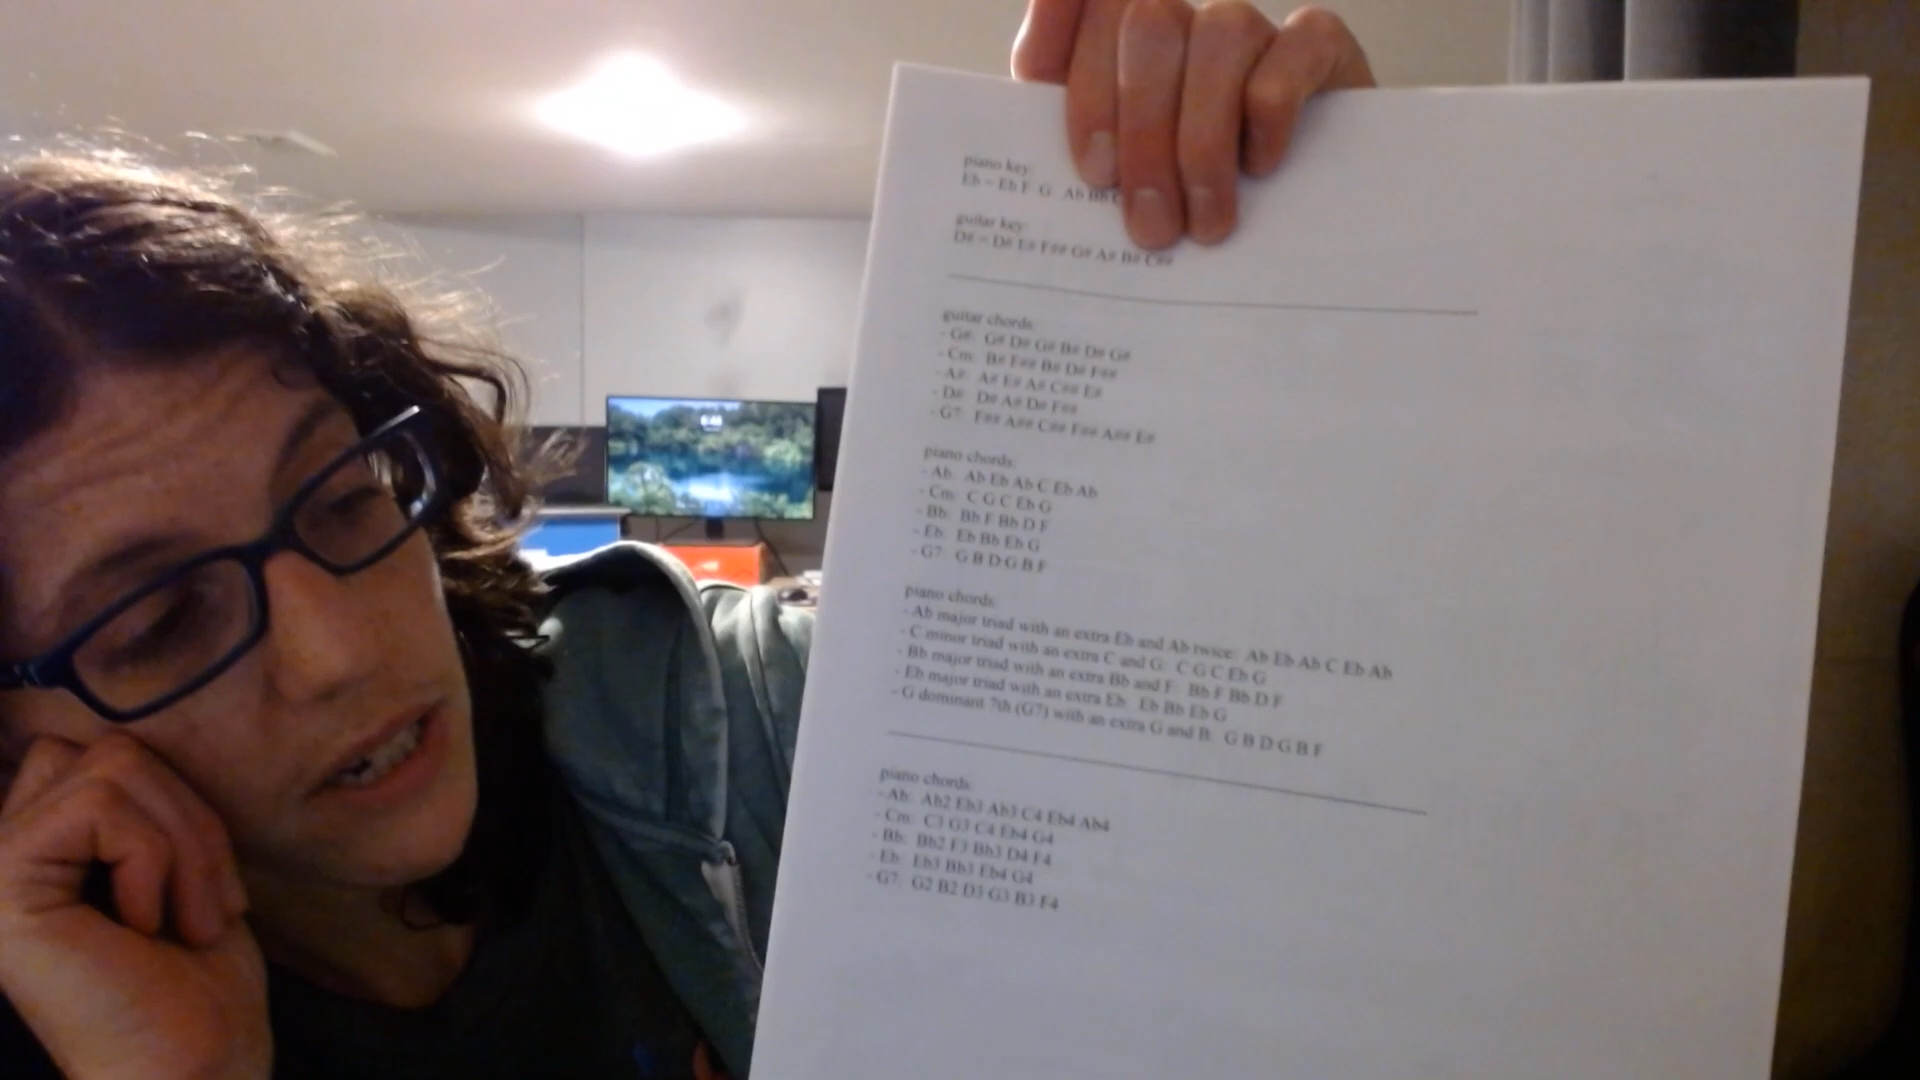 piano key:
Eb = Eb F G Ab Bb C
guitar key:
D# = D# E# F## G# A# B# C##
guitar chords:
- G#: G# D# G# B# D# G#
- Cm: B# F## B# D# F##
- A#: A# E# A# C## E#
- D#: D# A# D# F##
- G7: F## A## C## F## A## E#
piano chords:
- Ab: Ab Eb Ab C Eb Ab
- Cm: C G C Eb G
- Bb: Bb F Bb D F
- Eb: Eb Bb Eb G
- G7: G B D G B F
piano chords:
- Ab major triad with an extra Eb and Ab twice: Ab Eb Ab C Eb Ab
- C minor triad with an extra C and G: C G C Eb G
- Bb major triad with an extra Bb and F: Bb F Bb D F
- Eb major triad with an extra Eb: Eb Bb Eb G
- G dominant 7th (G7) with an extra G and B: G B D G B F
piano chords:
- Ab: Ab2 Eb3 Ab3 C4 Eb4 Ab4
- Cm: C3 G3 C4 Eb4 G4
- Bb: Bb2 F3 Bb3 D4 F4
- Eb: Eb3 Bb3 Eb4 G4
- G7: G2 B2 D3 G3 B3 F4